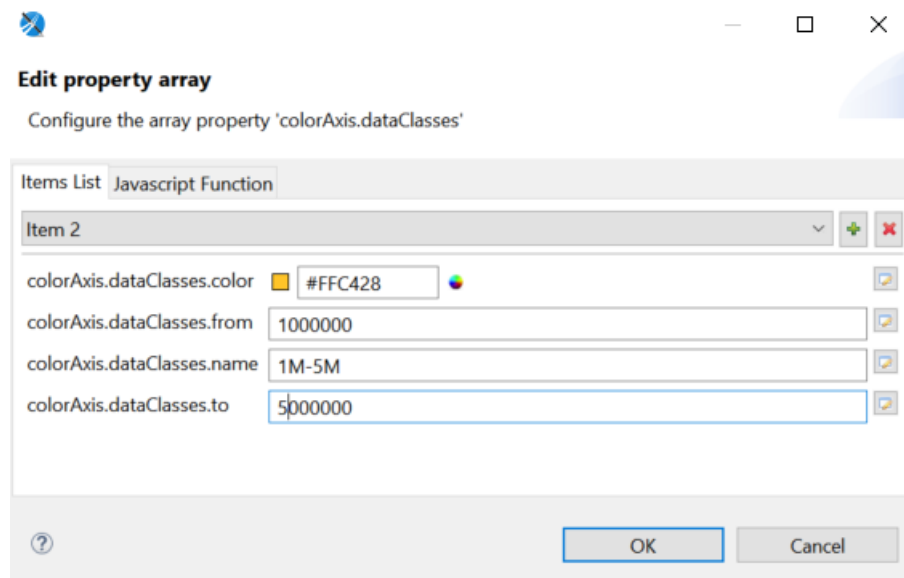 Edit property array
Configure the array property 'colorAxis.dataClasses'
Items List Javascript Function
Item 2
colorAxis.dataClasses.color #FFC428
colorAxis.dataClasses.from 1000000
colorAxis.dataClasses.name 1M-5M
colorAxis.dataClasses.to 5000000
?
OK Cancel